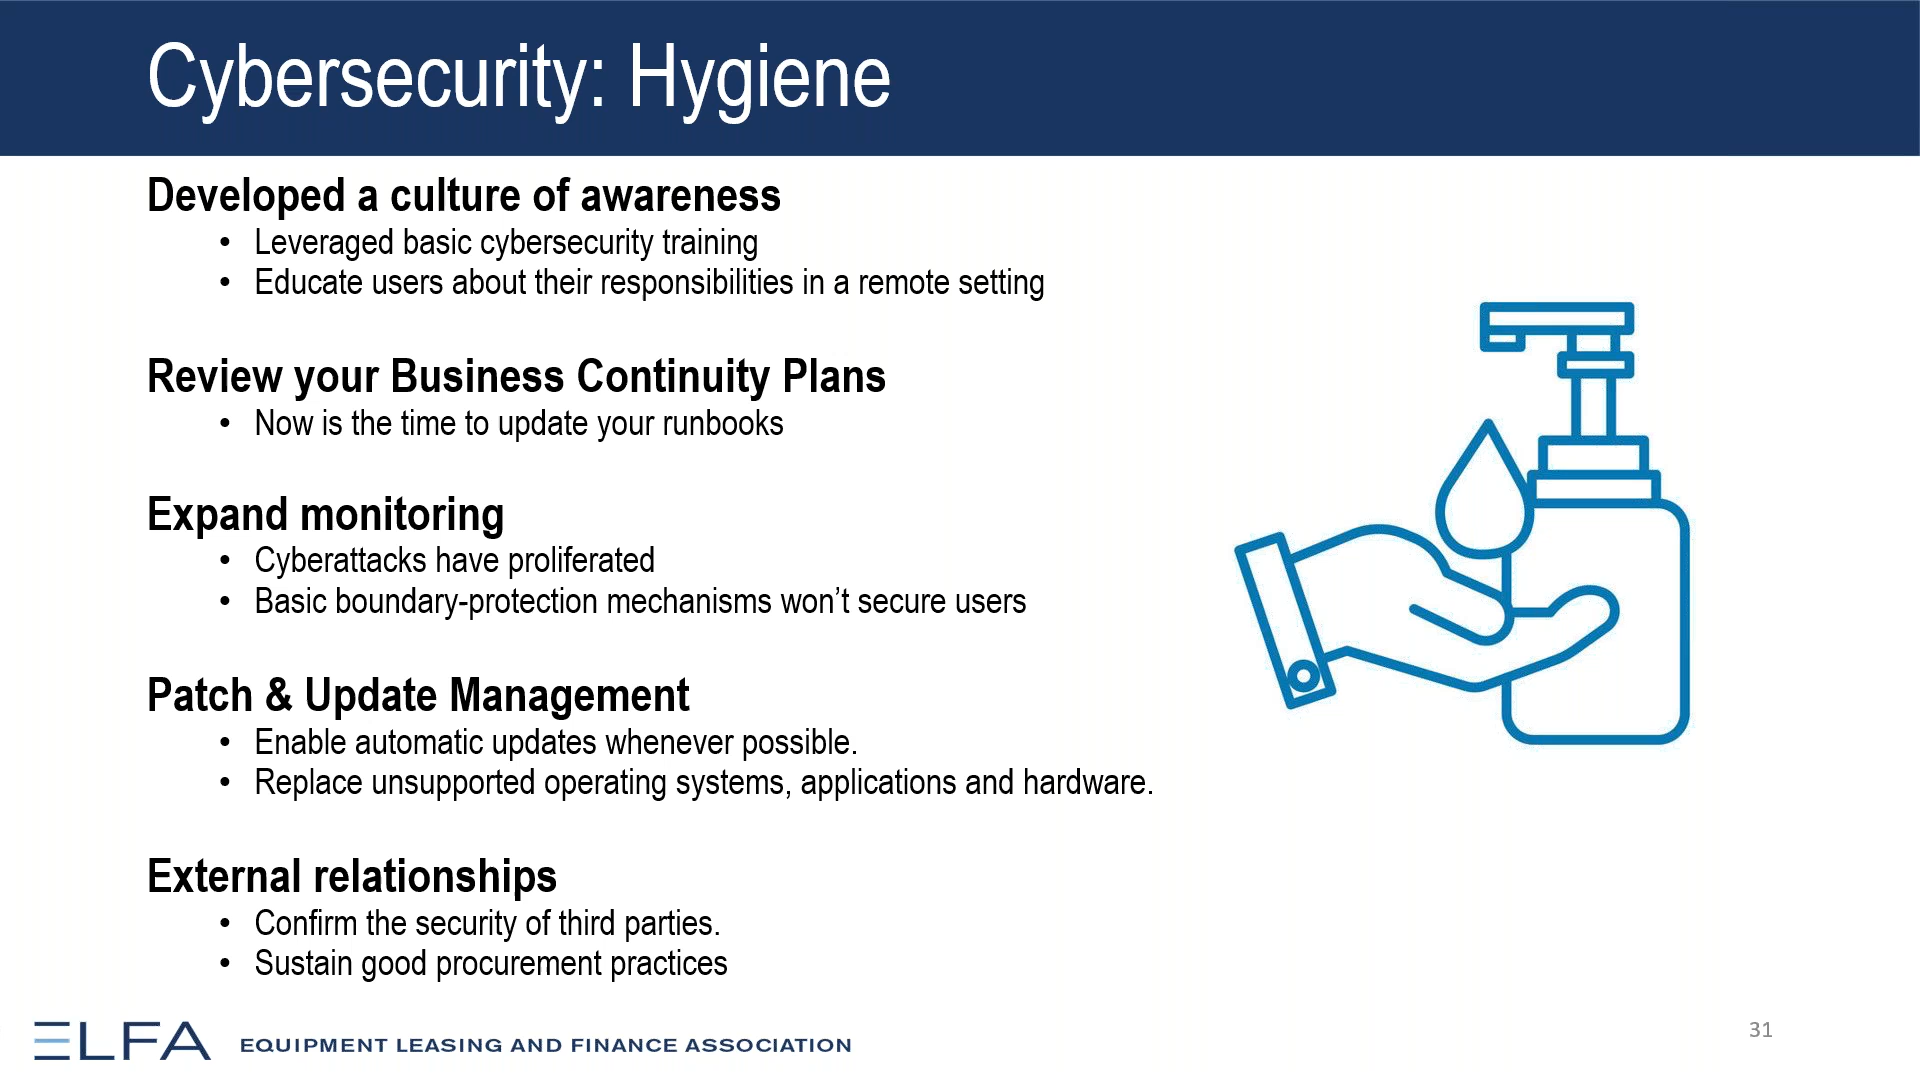 Cybersecurity: Hygiene
Developed a culture of awareness
• Leveraged basic cybersecurity training
• Educate users about their responsibilities in a remote setting
Review your Business Continuity Plans
• Now is the time to update your runbooks
Expand monitoring
• Cyberattacks have proliferated
• Basic boundary-protection mechanisms won’t secure users
Patch & Update Management
• Enable automatic updates whenever possible.
• Replace unsupported operating systems, applications and hardware.
External relationships
• Confirm the security of third parties.
• Sustain good procurement practices
ELFA EQUIPMENT LEASING AND FINANCE ASSOCIATION
31